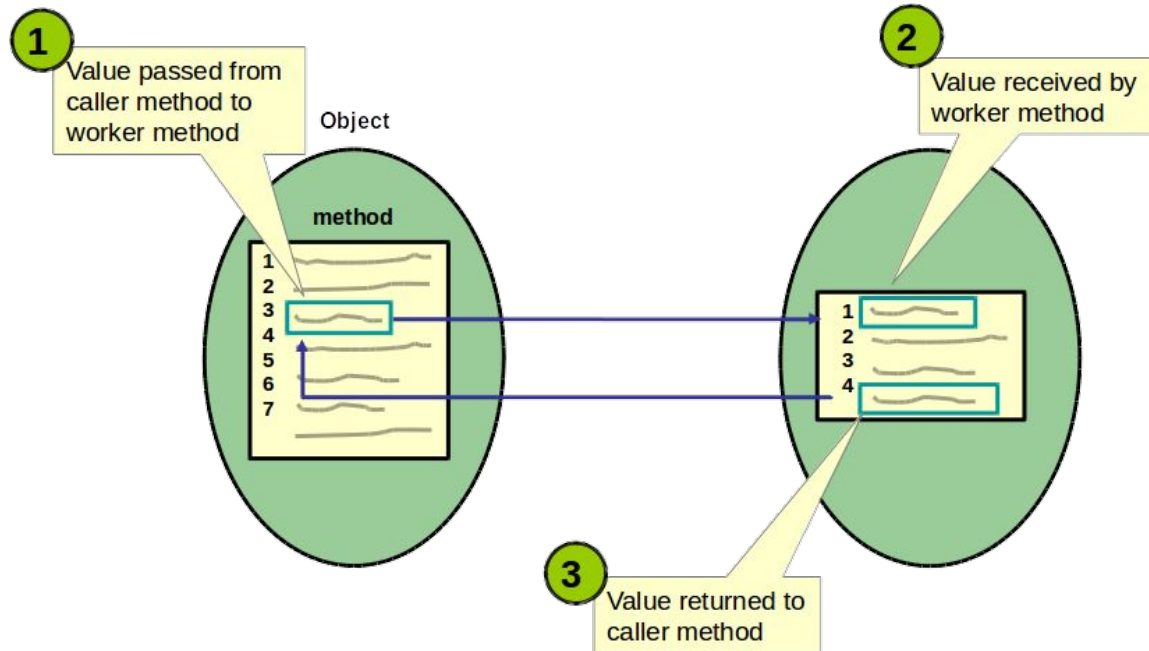 1
Value passed from
caller method to
worker method
2
Value received by
worker method
Object
method
1
2
3
4
5
6
7
1
2
3
4
3
Value returned to
caller method